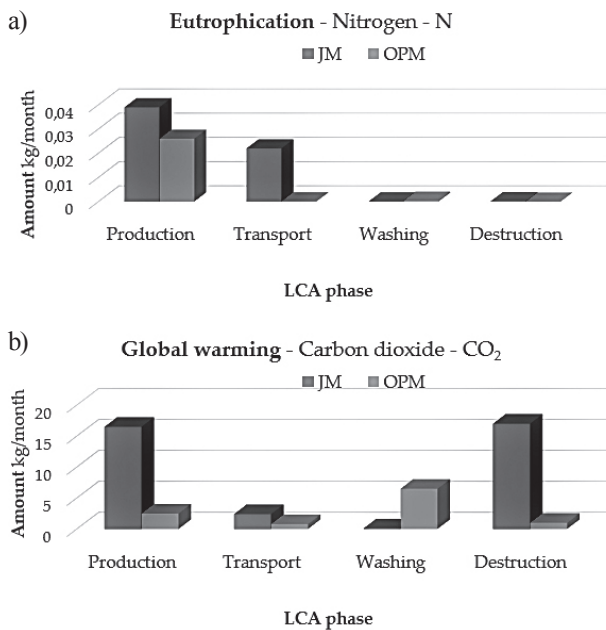 a)
Eutrophication - Nitrogen - N
JM OPM
Amount kg/month
0,04
0,03
0,02
0,01
0
Production Transport Washing Destruction
LCA phase
b)
Global warming - Carbon dioxide - CO₂
JM OPM
Amount kg/month
20
15
10
5
0
Production Transport Washing Destruction
LCA phase